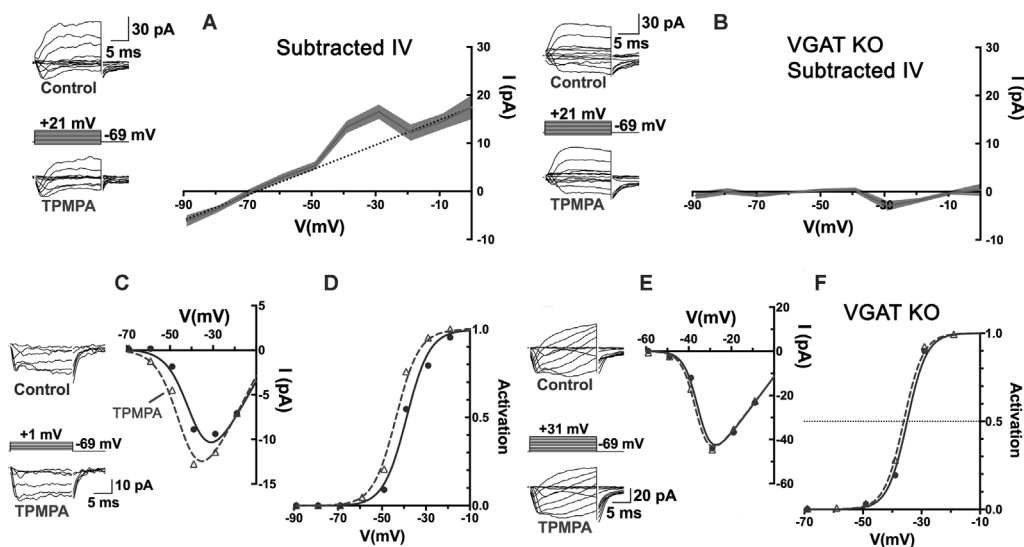 A
30 pA
5 ms
Control
+21 mV
-69 mV
TPMPA
Subtracted IV
30
20
10
0
-10
I (pA)
-90
-70
-50
-30
-10
V(mV)
B
30 pA
5 ms
Control
+21 mV
-69 mV
TPMPA
VGAT KO
Subtracted IV
30
20
10
0
-10
I (pA)
-90
-70
-50
-30
-10
V(mV)
C
Control
+1 mV
-69 mV
TPMPA
10 pA
5 ms
V(mV)
-70
-50
-30
5
0
-5
-10
-15
I (pA)
TPMPA
D
1.0
0.5
0.0
Activation
-90
-70
-50
-30
-10
V(mV)
E
Control
+31 mV
-69 mV
TPMPA
20 pA
5 ms
V(mV)
-60
-40
-20
20
0
-20
-40
-60
I (pA)
F
VGAT KO
1.0
0.5
0.0
Activation
-70
-50
-30
-10
V(mV)